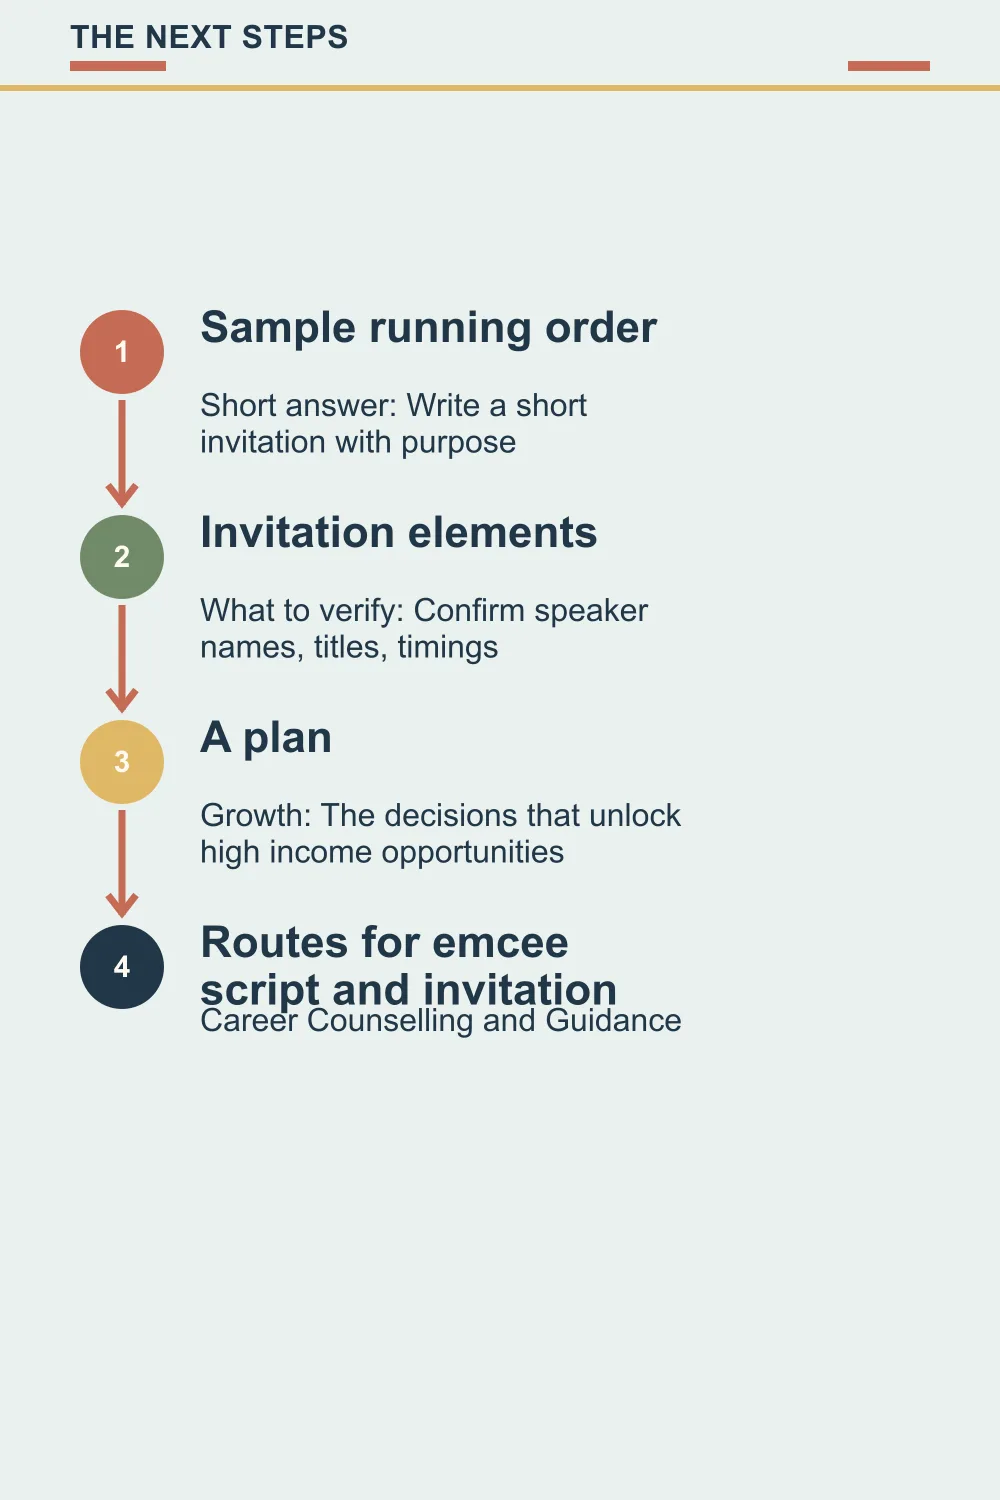 THE NEXT STEPS
1
Sample running order
Short answer: Write a short
invitation with purpose
2
Invitation elements
What to verify: Confirm speaker
names, titles, timings
3
A plan
Growth: The decisions that unlock
high income opportunities
4
Routes for emcee
script and invitation
Career Counselling and Guidance